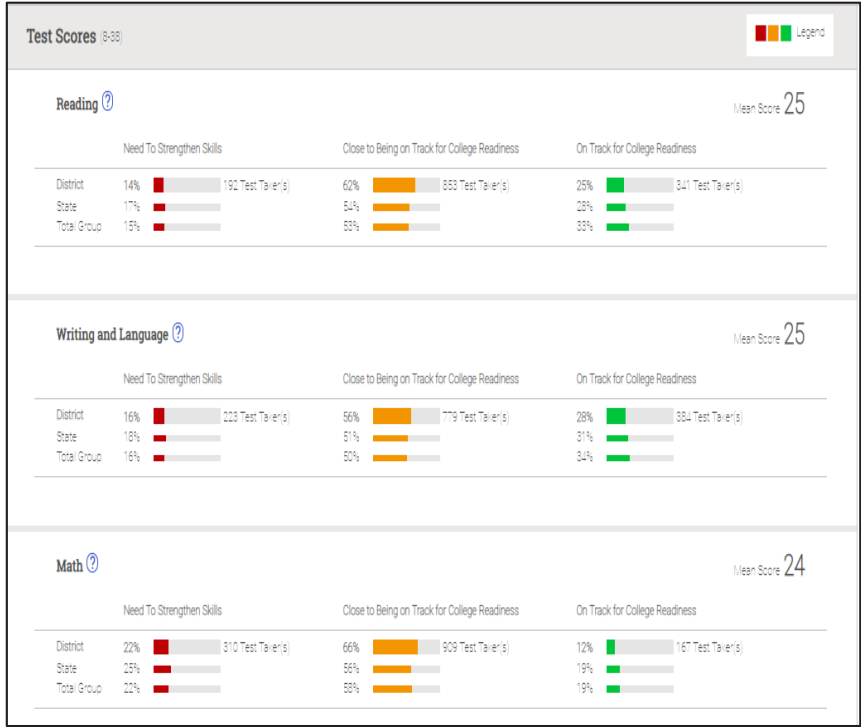 Test Scores (8-38)
Legend
Reading ?
Mean Score 25
Need To Strengthen Skills Close to Being on Track for College Readiness On Track for College Readiness
District 14% 192 Test Taker(s) 62% 853 Test Taker(s) 25% 341 Test Taker(s)
State 17% 54% 28%
Total Group 15% 53% 33%
Writing and Language ?
Mean Score 25
Need To Strengthen Skills Close to Being on Track for College Readiness On Track for College Readiness
District 16% 223 Test Taker(s) 56% 779 Test Taker(s) 28% 384 Test Taker(s)
State 18% 51% 31%
Total Group 16% 50% 34%
Math ?
Mean Score 24
Need To Strengthen Skills Close to Being on Track for College Readiness On Track for College Readiness
District 22% 310 Test Taker(s) 66% 909 Test Taker(s) 12% 167 Test Taker(s)
State 25% 56% 19%
Total Group 22% 58% 19%